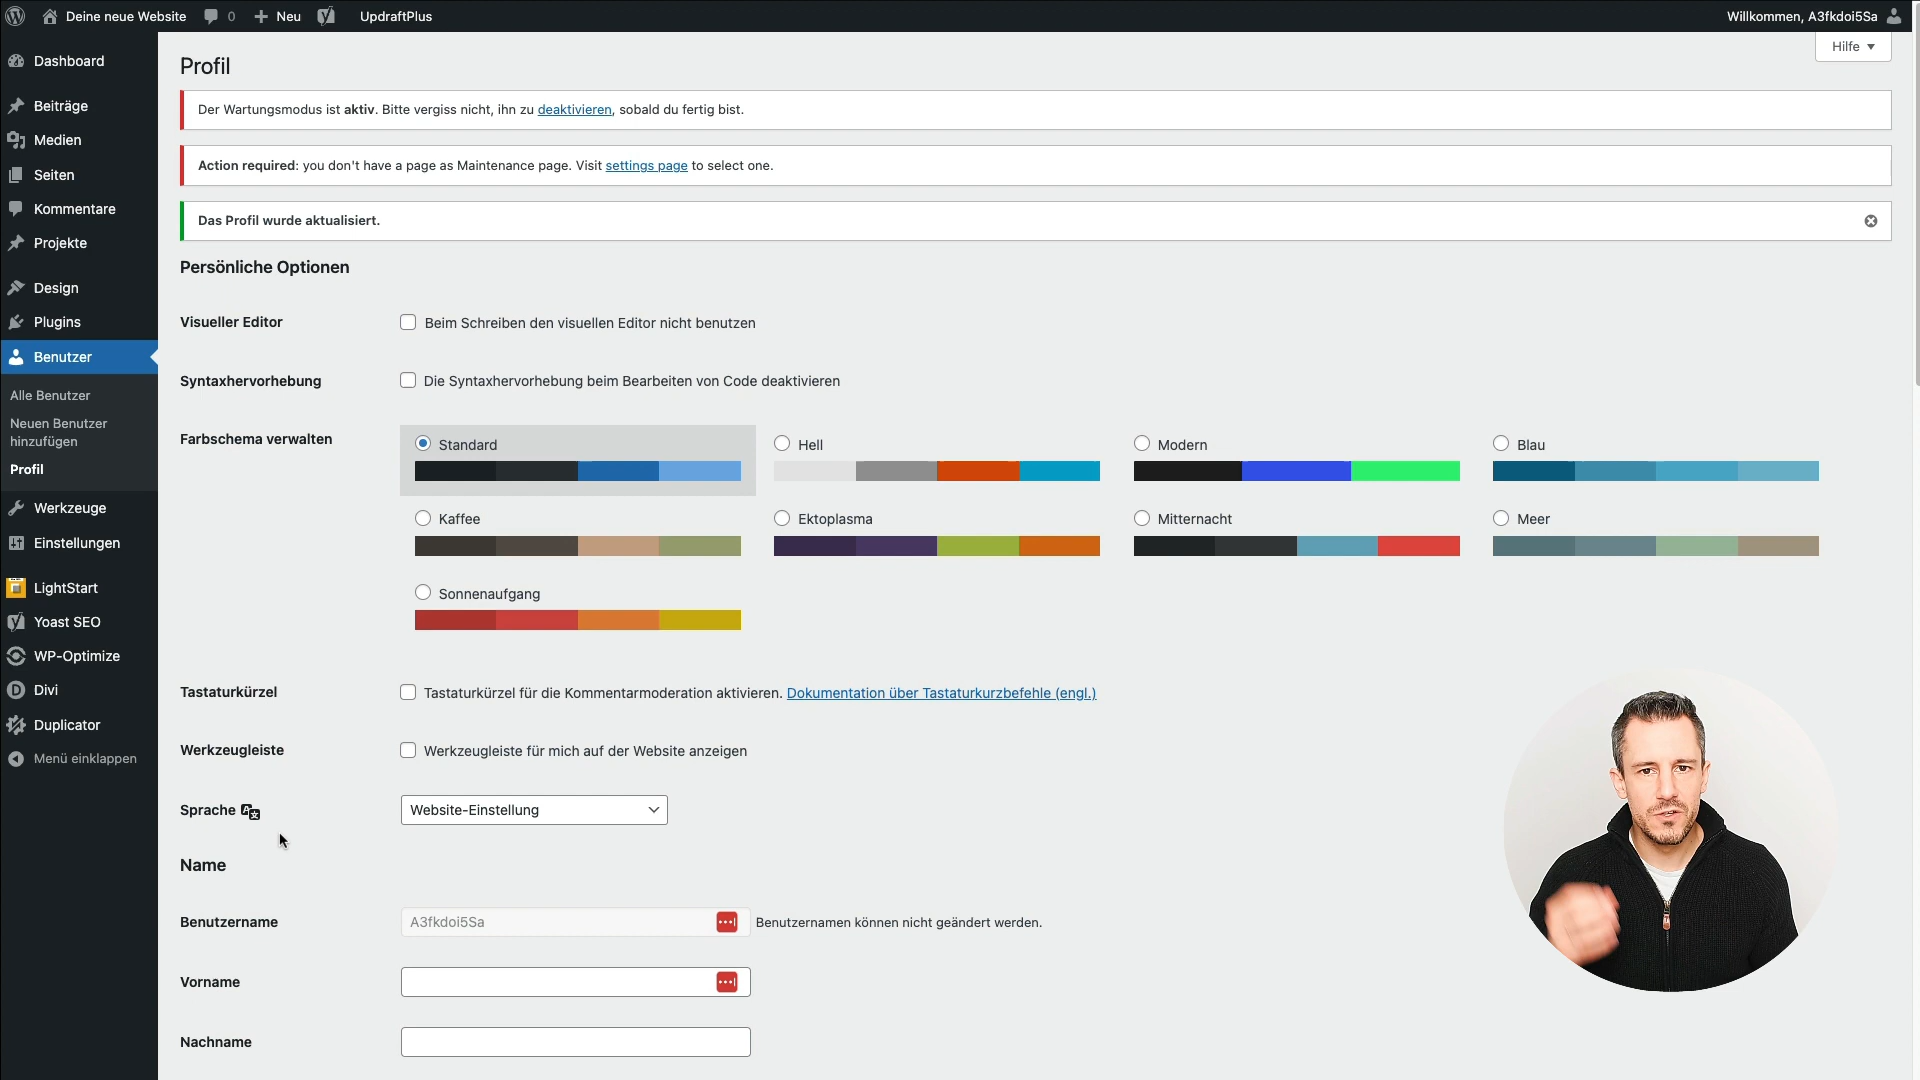 Deine neue Website 0 Neu UpdraftPlus Willkommen, A3fkdoi5Sa
Hilfe
Dashboard
Beiträge
Medien
Seiten
Kommentare
Projekte
Design
Plugins
Benutzer
Alle Benutzer
Neuen Benutzer
hinzufügen
Profil
Werkzeuge
Einstellungen
LightStart
Yoast SEO
WP-Optimize
Divi
Duplicator
Menü einklappen
Profil
Der Wartungsmodus ist aktiv. Bitte vergiss nicht, ihn zu deaktivieren, sobald du fertig bist.
Action required: you don't have a page as Maintenance page. Visit settings page to select one.
Das Profil wurde aktualisiert.
Persönliche Optionen
Visueller Editor Beim Schreiben den visuellen Editor nicht benutzen
Syntaxhervorhebung Die Syntaxhervorhebung beim Bearbeiten von Code deaktivieren
Farbschema verwalten
Standard Hell Modern Blau
Kaffee Ektoplasma Mitternacht Meer
Sonnenaufgang
Tastaturkürzel Tastaturkürzel für die Kommentarmoderation aktivieren. Dokumentation über Tastaturkurzbefehle (engl.)
Werkzeugleiste Werkzeugleiste für mich auf der Website anzeigen
Sprache Website-Einstellung
Name
Benutzername A3fkdoi5Sa Benutzernamen können nicht geändert werden.
Vorname
Nachname